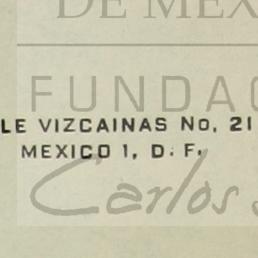 DE MEX
FUNDAC
LE VIZCAINAS No. 21
MEXICO 1, D. F.
Carlos